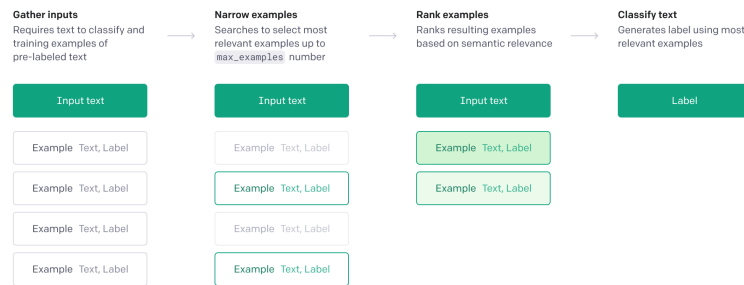 Gather inputs
Requires text to classify and
training examples of
pre-labeled text
Input text
Example Text, Label
Example Text, Label
Example Text, Label
Example Text, Label
Narrow examples
Searches to select most
relevant examples up to
max_examples number
Input text
Example Text, Label
Example Text, Label
Example Text, Label
Example Text, Label
Rank examples
Ranks resulting examples
based on semantic relevance
Input text
Example Text, Label
Example Text, Label
Classify text
Generates label using most
relevant examples
Label